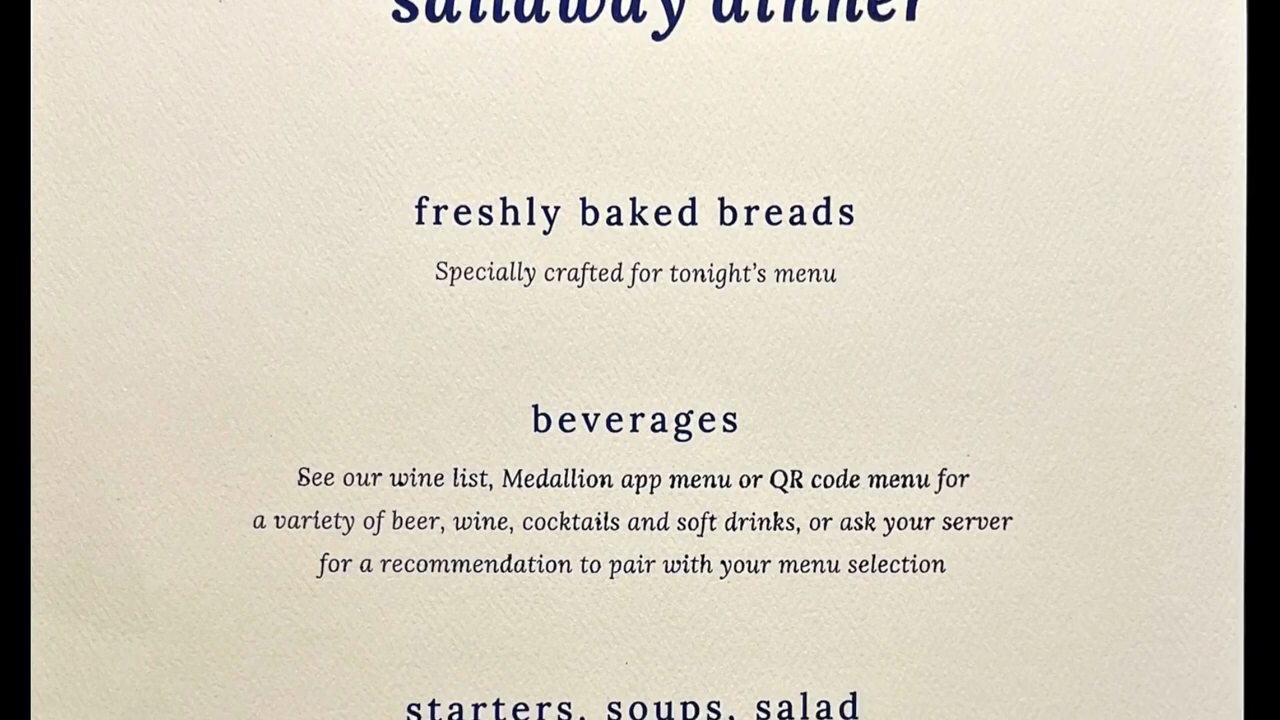 sailaway dinner
freshly baked breads
Specially crafted for tonight's menu
beverages
See our wine list, Medallion app menu or QR code menu for
a variety of beer, wine, cocktails and soft drinks, or ask your server
for a recommendation to pair with your menu selection
starters, soups, salad